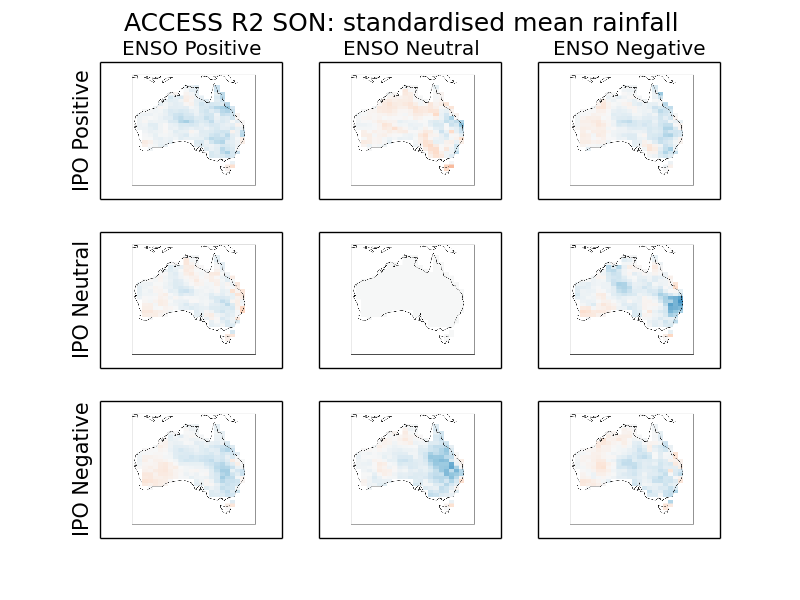 ACCESS R2 SON: standardised mean rainfall
ENSO Positive
ENSO Neutral
ENSO Negative
IPO Positive
IPO Neutral
IPO Negative